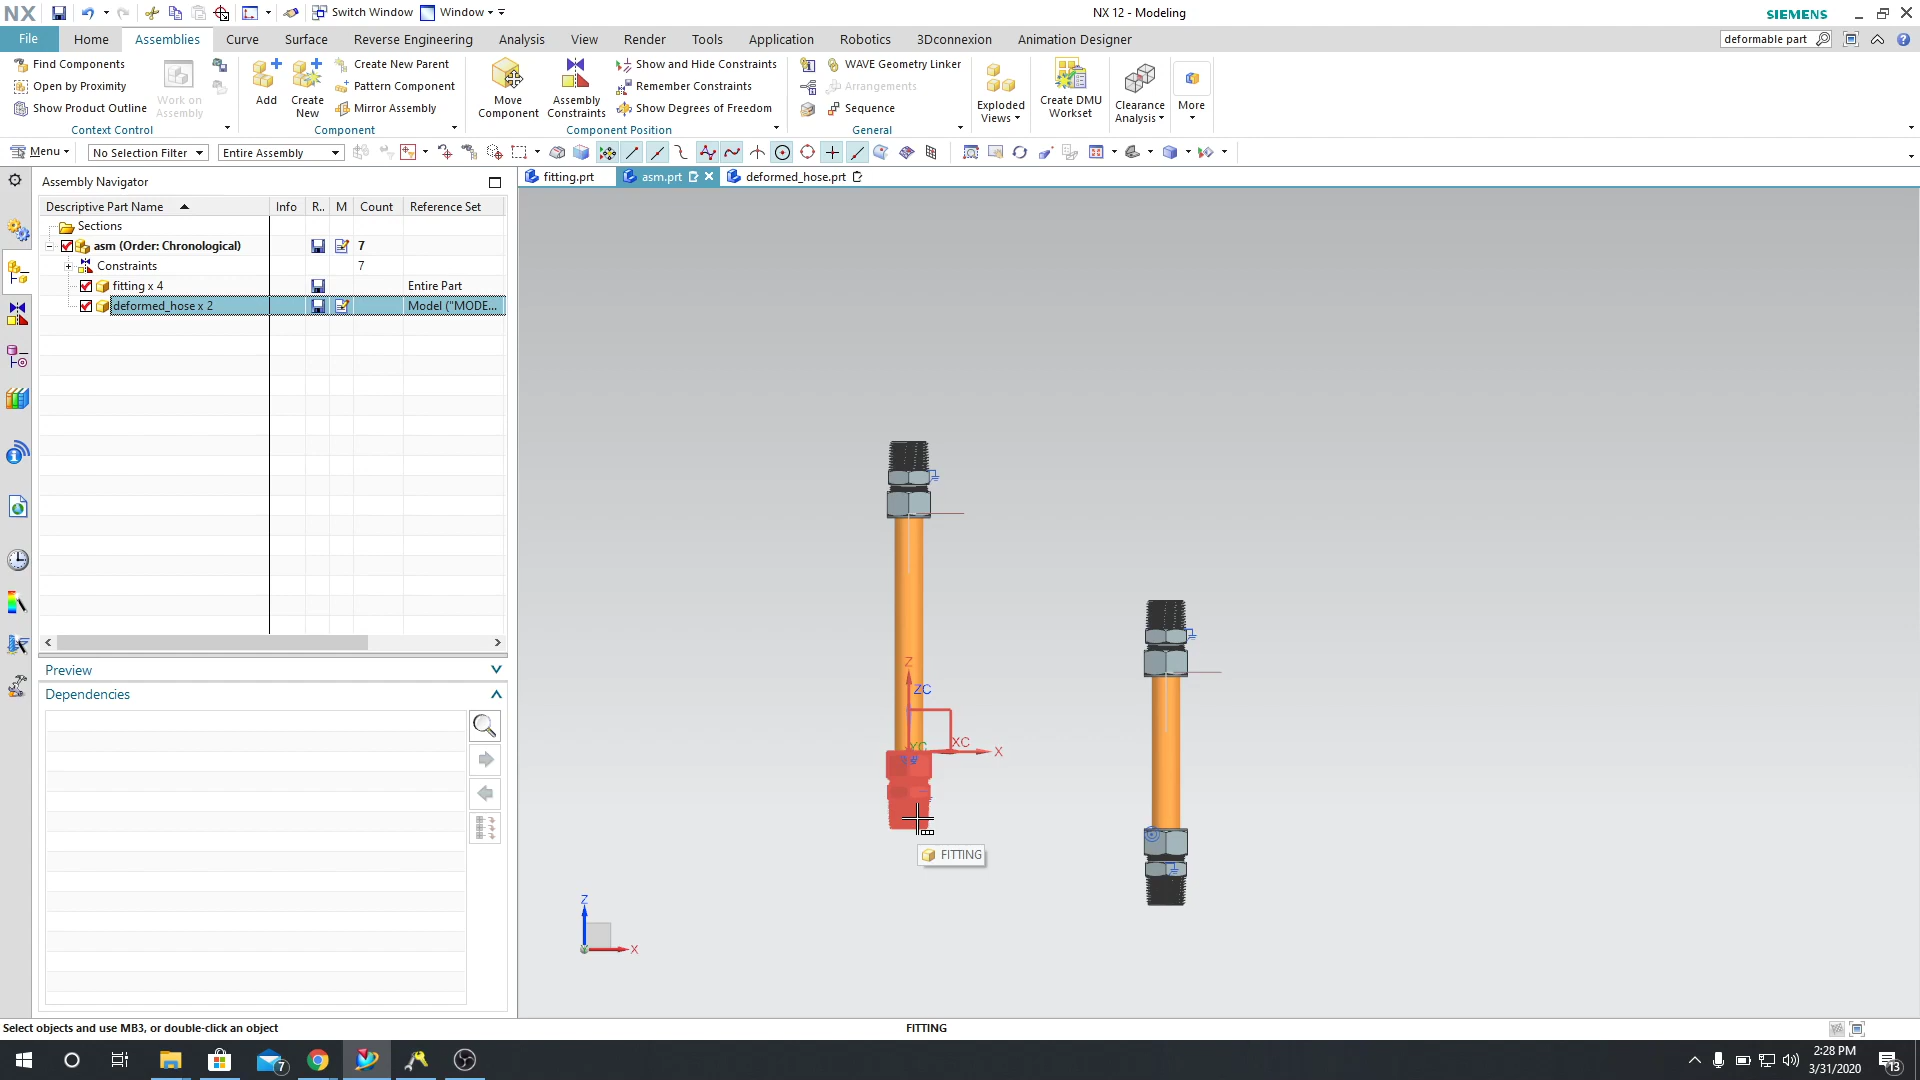 NX
Switch Window
Window
NX 12 - Modeling
SIEMENS
File
Home
Assemblies
Curve
Surface
Reverse Engineering
Analysis
View
Render
Tools
Application
Robotics
3Dconnexion
Animation Designer
deformable part
Find Components
Open by Proximity
Show Product Outline
Work on
Assembly
Context Control
Add
Create
New
Create New Parent
Pattern Component
Mirror Assembly
Component
Move
Component
Assembly
Constraints
Show and Hide Constraints
Remember Constraints
Show Degrees of Freedom
Component Position
WAVE Geometry Linker
Arrangements
Sequence
General
Exploded
Views
Create DMU
Workset
Clearance
Analysis
More
Menu
No Selection Filter
Entire Assembly
Assembly Navigator
fitting.prt
asm.prt
deformed_hose.prt
Descriptive Part Name
Info
R..
M
Count
Reference Set
Sections
asm (Order: Chronological)
7
Constraints
7
fitting x 4
Entire Part
deformed_hose x 2
Model ("MODE...
Preview
Dependencies
Z
ZC
YC
XC
X
FITTING
Z
X
Select objects and use MB3, or double-click an object
FITTING
7
2:28 PM
3/31/2020
13